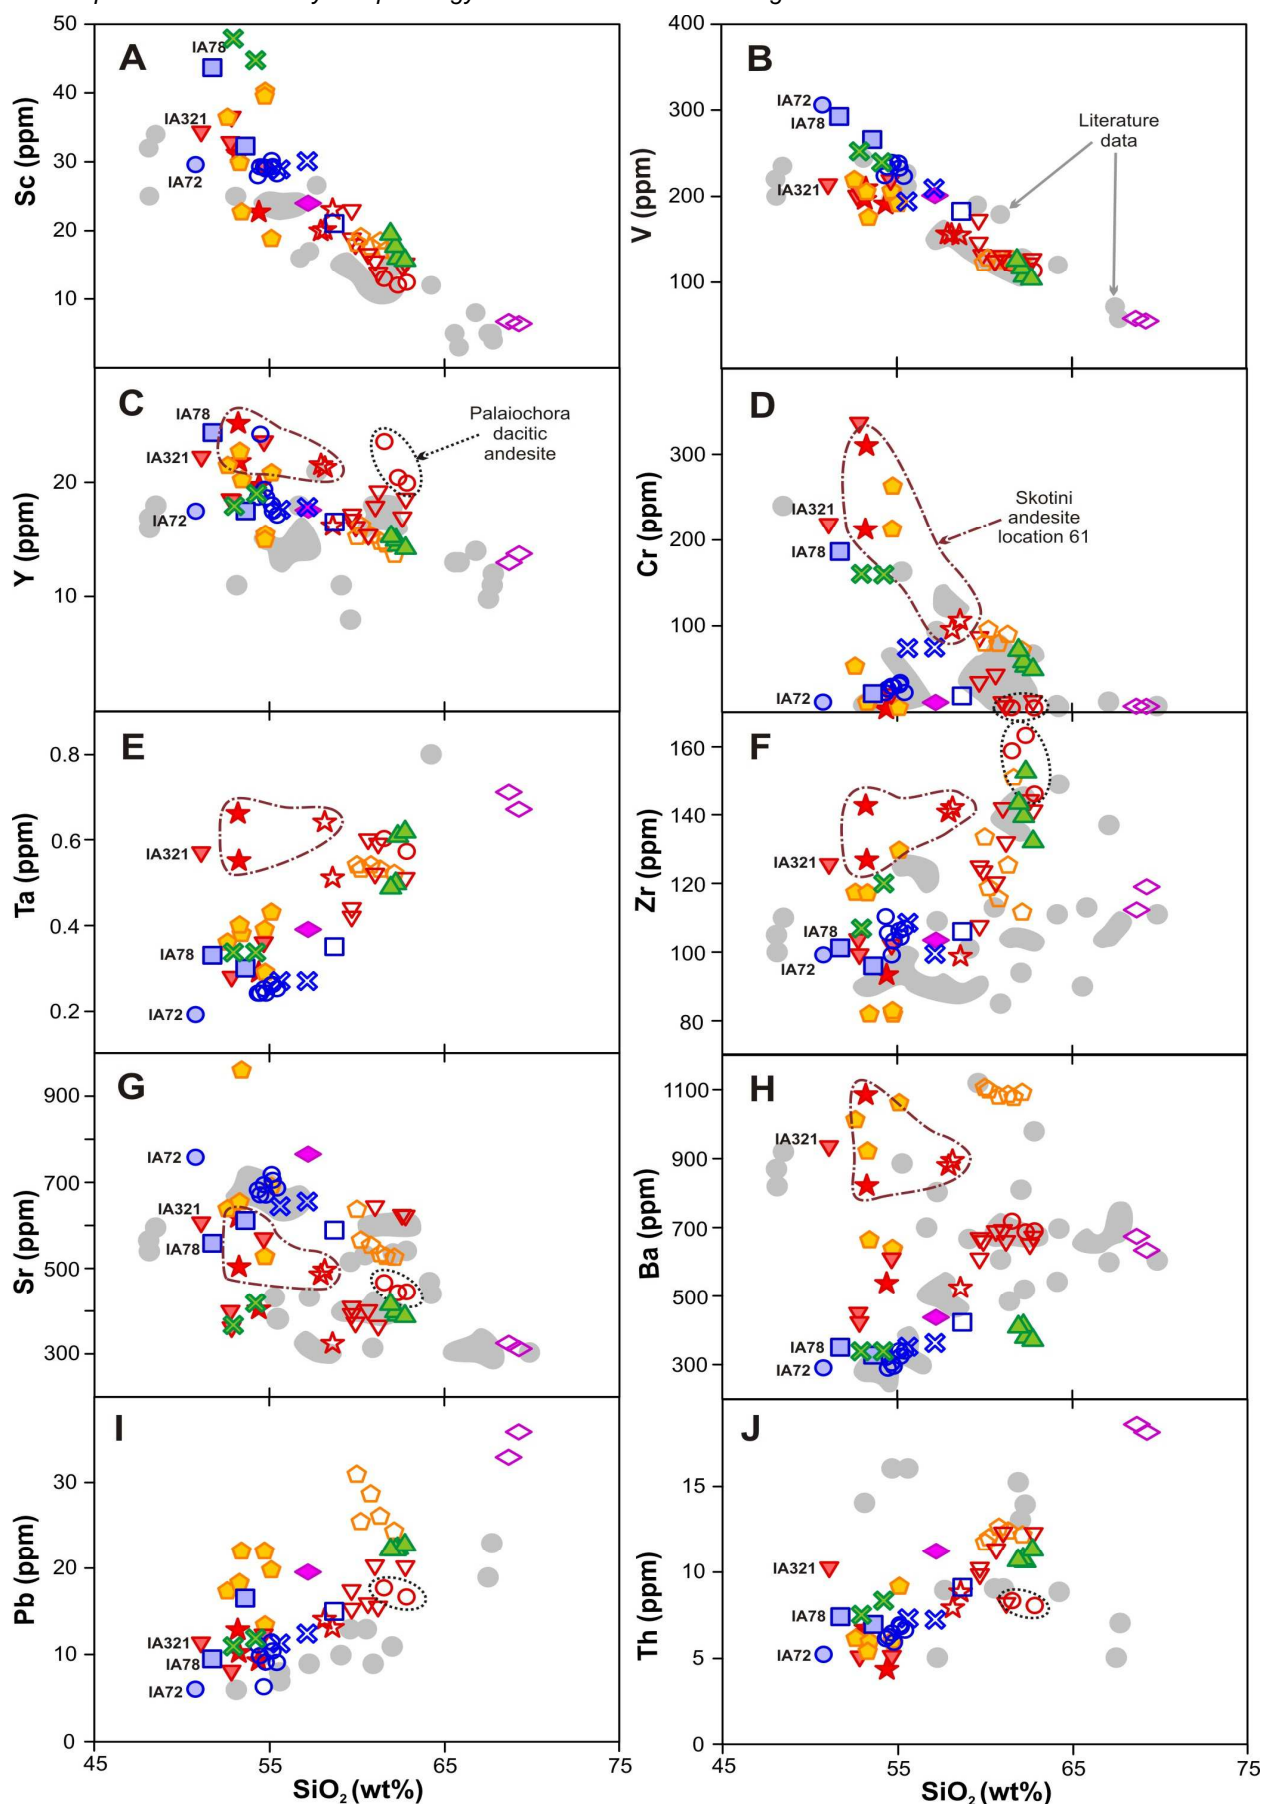 A
50
40
30
20
10
Sc (ppm)
IA78
IA321
IA72
B
400
300
200
100
V (ppm)
IA72
IA78
IA321
Literature
data
C
20
10
Y (ppm)
IA78
IA321
IA72
Palaiochora
dacitic
andesite
D
300
200
100
Cr (ppm)
IA321
IA78
IA72
Skotini
andesite
location 61
E
0.8
0.6
0.4
0.2
Ta (ppm)
IA321
IA78
IA72
F
160
140
120
100
80
Zr (ppm)
IA321
IA78
IA72
G
900
700
500
300
Sr (ppm)
IA72
IA321
IA78
H
1100
900
700
500
300
Ba (ppm)
IA321
IA78
IA72
I
30
20
10
0
Pb (ppm)
IA321
IA78
IA72
45
55
65
75
SiO₂ (wt%)
J
15
10
5
0
Th (ppm)
IA321
IA78
IA72
45
55
65
75
SiO₂ (wt%)